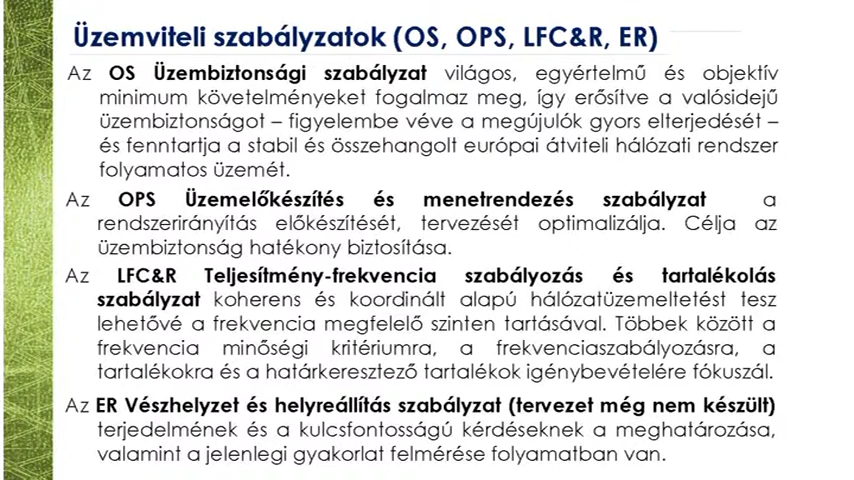 Üzemviteli szabályzatok (OS, OPS, LFC&R, ER)
Az OS Üzembiztonsági szabályzat világos, egyértelmű és objektív
minimum követelményeket fogalmaz meg, így erősítve a valósidejű
üzembiztonságot – figyelembe véve a megújulók gyors elterjedését –
és fenntartja a stabil és összehangolt európai átviteli hálózati rendszer
folyamatos üzemét.
Az OPS Üzemelőkészítés és menetrendezés szabályzat a
rendszerirányítás előkészítését, tervezését optimalizálja. Célja az
üzembiztonság hatékony biztosítása.
Az LFC&R Teljesítmény-frekvencia szabályozás és tartalékolás
szabályzat koherens és koordinált alapú hálózatüzemeltetést tesz
lehetővé a frekvencia megfelelő szinten tartásával. Többek között a
frekvencia minőségi kritériumra, a frekvenciaszabályozásra, a
tartalékokra és a határkeresztező tartalékok igénybevételére fókuszál.
Az ER Vészhelyzet és helyreállítás szabályzat (tervezet még nem készült)
terjedelmének és a kulcsfontosságú kérdéseknek a meghatározása,
valamint a jelenlegi gyakorlat felmérése folyamatban van.